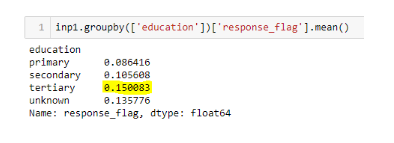 1 inp1.groupby(['education'])['response_flag'].mean()
education
primary 0.086416
secondary 0.105608
tertiary 0.150083
unknown 0.135776
Name: response_flag, dtype: float64